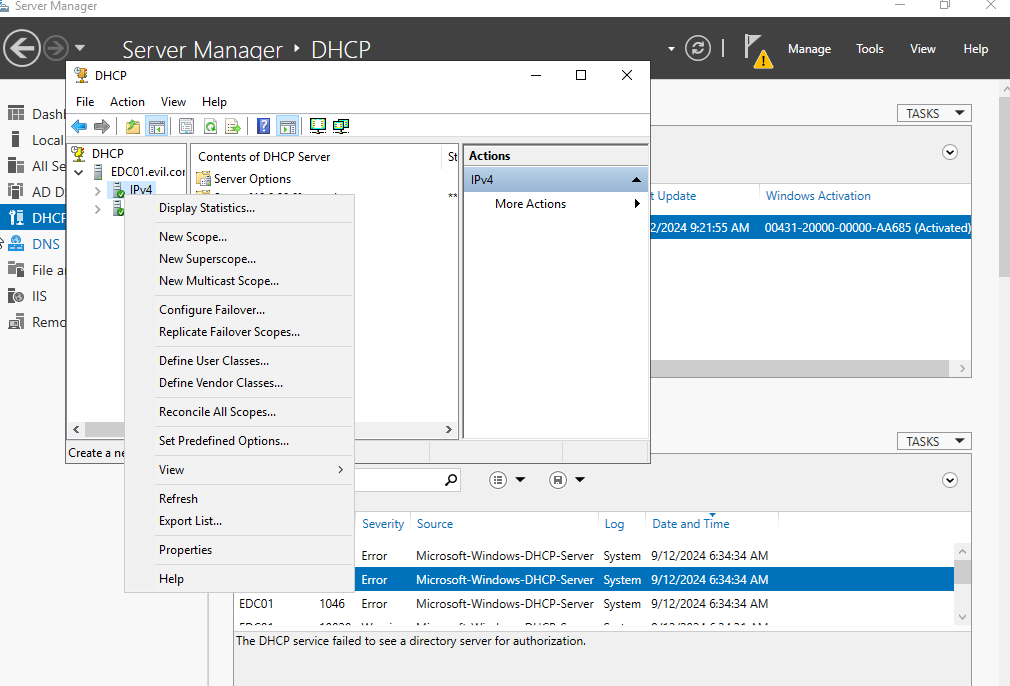 Server Manager
Server Manager ‣ DHCP
Manage Tools View Help
DHCP
File Action View Help
DHCP
EDC01.evil.cor
IPv4
Contents of DHCP Server
St
Server Options
**
Actions
IPv4
More Actions
Dashb
Local
All Se
AD D
DHCP
DNS
File a
IIS
Remo
Display Statistics...
New Scope...
New Superscope...
New Multicast Scope...
Configure Failover...
Replicate Failover Scopes...
Define User Classes...
Define Vendor Classes...
Reconcile All Scopes...
Set Predefined Options...
View
Refresh
Export List...
Properties
Help
Create a ne
TASKS
t Update Windows Activation
2/2024 9:21:55 AM 00431-20000-00000-AA685 (Activated)
TASKS
Severity Source Log Date and Time
Error Microsoft-Windows-DHCP-Server System 9/12/2024 6:34:34 AM
Error Microsoft-Windows-DHCP-Server System 9/12/2024 6:34:34 AM
EDC01 1046 Error Microsoft-Windows-DHCP-Server System 9/12/2024 6:34:34 AM
The DHCP service failed to see a directory server for authorization.